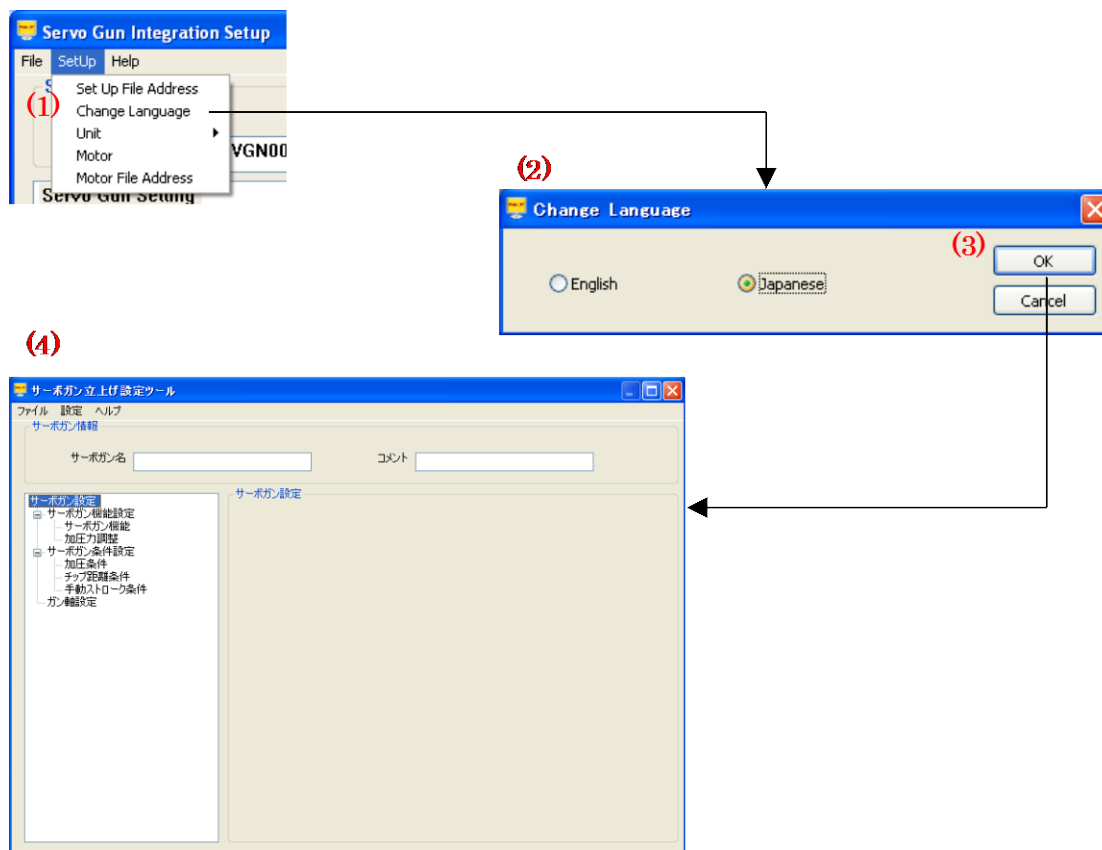 Servo Gun Integration Setup
File SetUp Help
Set Up File Address
(1) Change Language
Unit
VGN00
Motor
Motor File Address
Servo Gun Setting
(2)
Change Language
(3)
OK
English Japanese
Cancel
(4)
サーボガン立上げ設定ツール
ファイル 設定 ヘルプ
サーボガン情報
サーボガン名 コメント
サーボガン設定
サーボガン機能設定
サーボガン機能
加圧力調整
サーボガン条件設定
加圧条件
チップ距離条件
手動ストローク条件
ガン軸設定
サーボガン設定